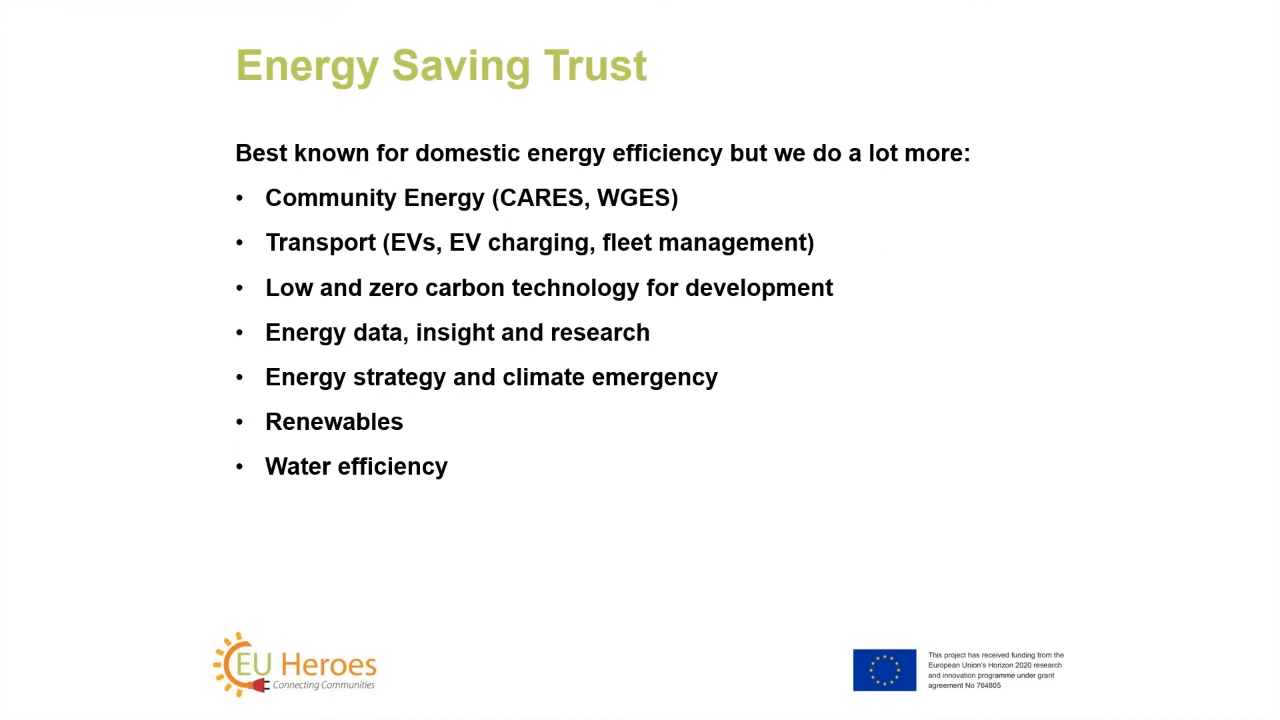 Energy Saving Trust
Best known for domestic energy efficiency but we do a lot more:
• Community Energy (CARES, WGES)
• Transport (EVs, EV charging, fleet management)
• Low and zero carbon technology for development
• Energy data, insight and research
• Energy strategy and climate emergency
• Renewables
• Water efficiency
EU Heroes
Connecting Communities
This project has received funding from the
European Union's Horizon 2020 research
and innovation programme under grant
agreement No 764805